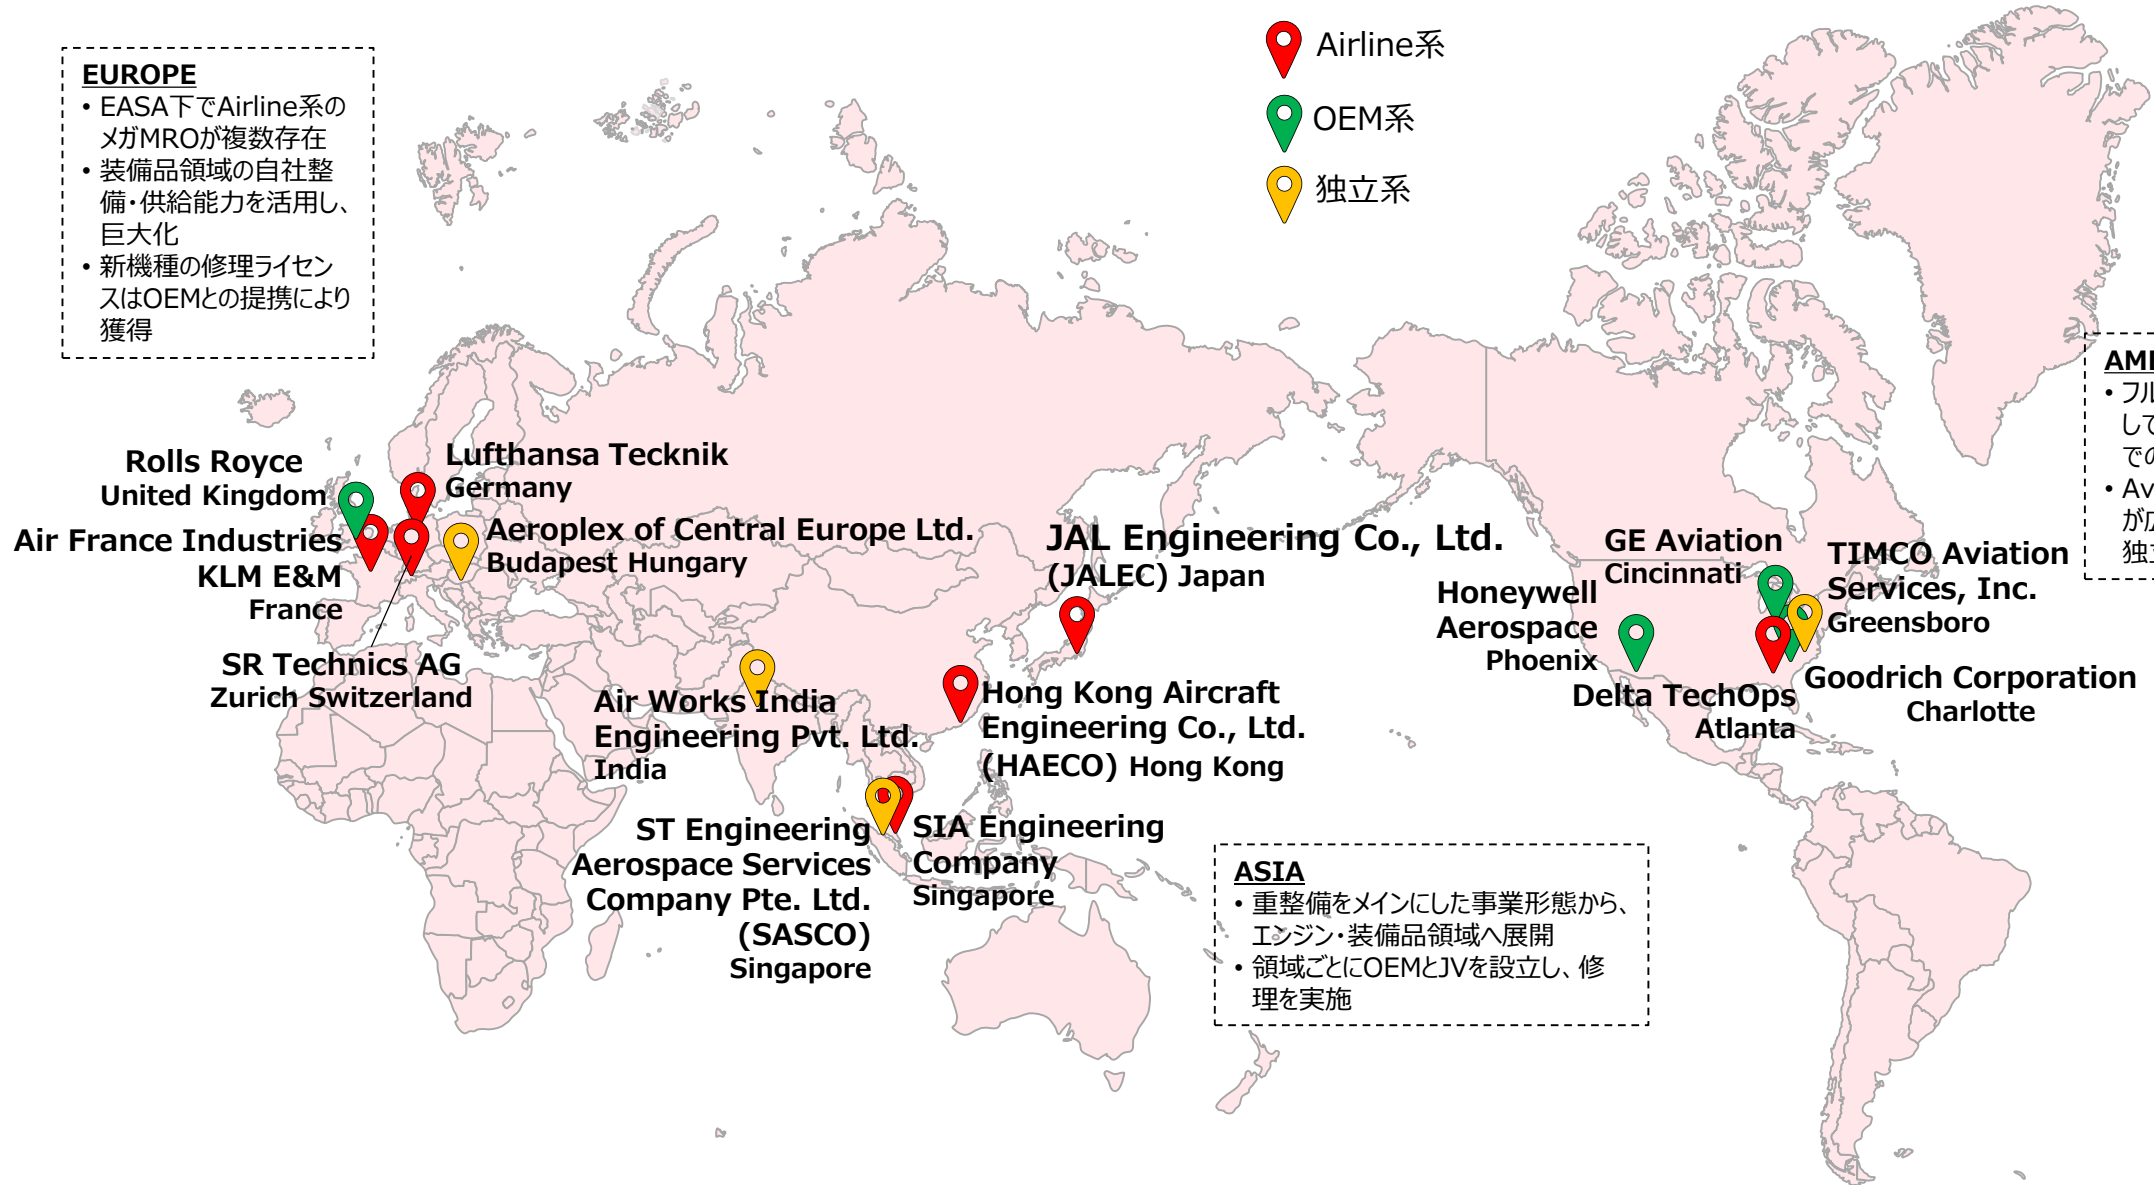 Airline系
OEM系
独立系
EUROPE
• EASA下でAirline系の
メガMROが複数存在
• 装備品領域の自社整
備・供給能力を活用し、
巨大化
• 新機種の修理ライセン
スはOEMとの提携により
獲得
Rolls Royce
United Kingdom
Lufthansa Tecknik
Germany
Air France Industries
KLM E&M
France
Aeroplex of Central Europe Ltd.
Budapest Hungary
SR Technics AG
Zurich Switzerland
Air Works India
Engineering Pvt. Ltd.
India
JAL Engineering Co., Ltd.
(JALEC) Japan
Hong Kong Aircraft
Engineering Co., Ltd.
(HAECO) Hong Kong
ST Engineering
Aerospace Services
Company Pte. Ltd.
(SASCO)
Singapore
SIA Engineering
Company
Singapore
ASIA
• 重整備をメインにした事業形態から、
エンジン・装備品領域へ展開
• 領域ごとにOEMとJVを設立し、修
理を実施
GE Aviation
Cincinnati
Honeywell
Aerospace
Phoenix
TIMCO Aviation
Services, Inc.
Greensboro
Delta TechOps
Atlanta
Goodrich Corporation
Charlotte
• フル
して
での
• Av
が広
独立